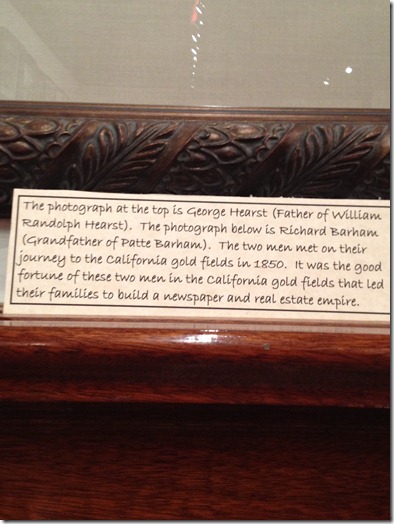 The photograph at the top is George Hearst (Father of William
Randolph Hearst). The photograph below is Richard Barham
(Grandfather of Patte Barham). The two men met on their
journey to the California gold fields in 1850. It was the good
fortune of these two men in the California gold fields that led
their families to build a newspaper and real estate empire.